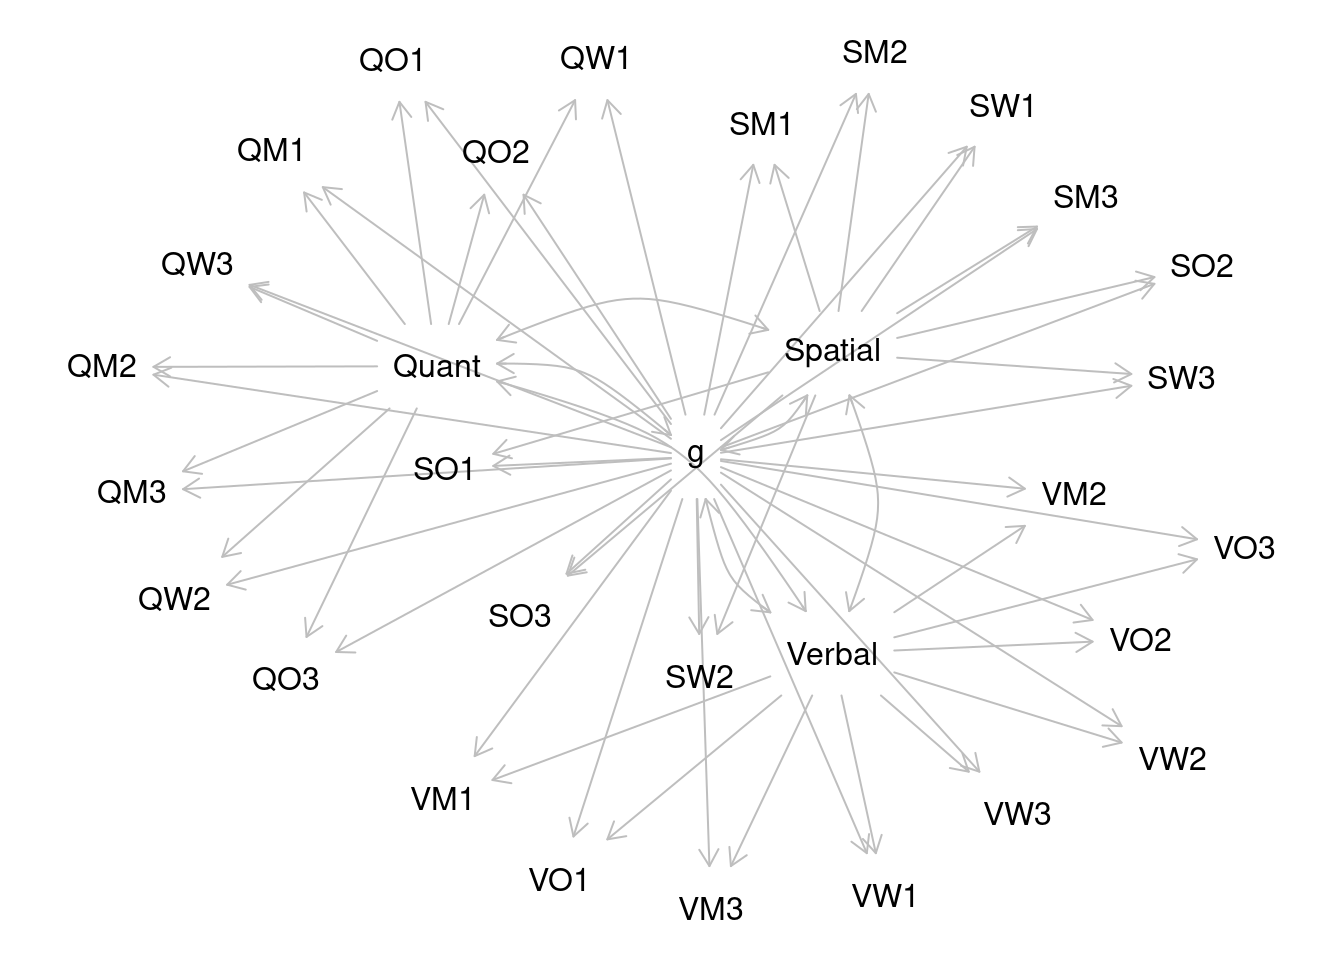 SM2
QO1
QW1
SW1
SM1
QM1
QO2
SM3
QW3
SO2
Spatial
QM2
Quant
SW3
g
SO1
QM3
VM2
VO3
QW2
SO3
VO2
Verbal
QO3
SW2
VW2
VM1
VW3
VO1
VW1
VM3